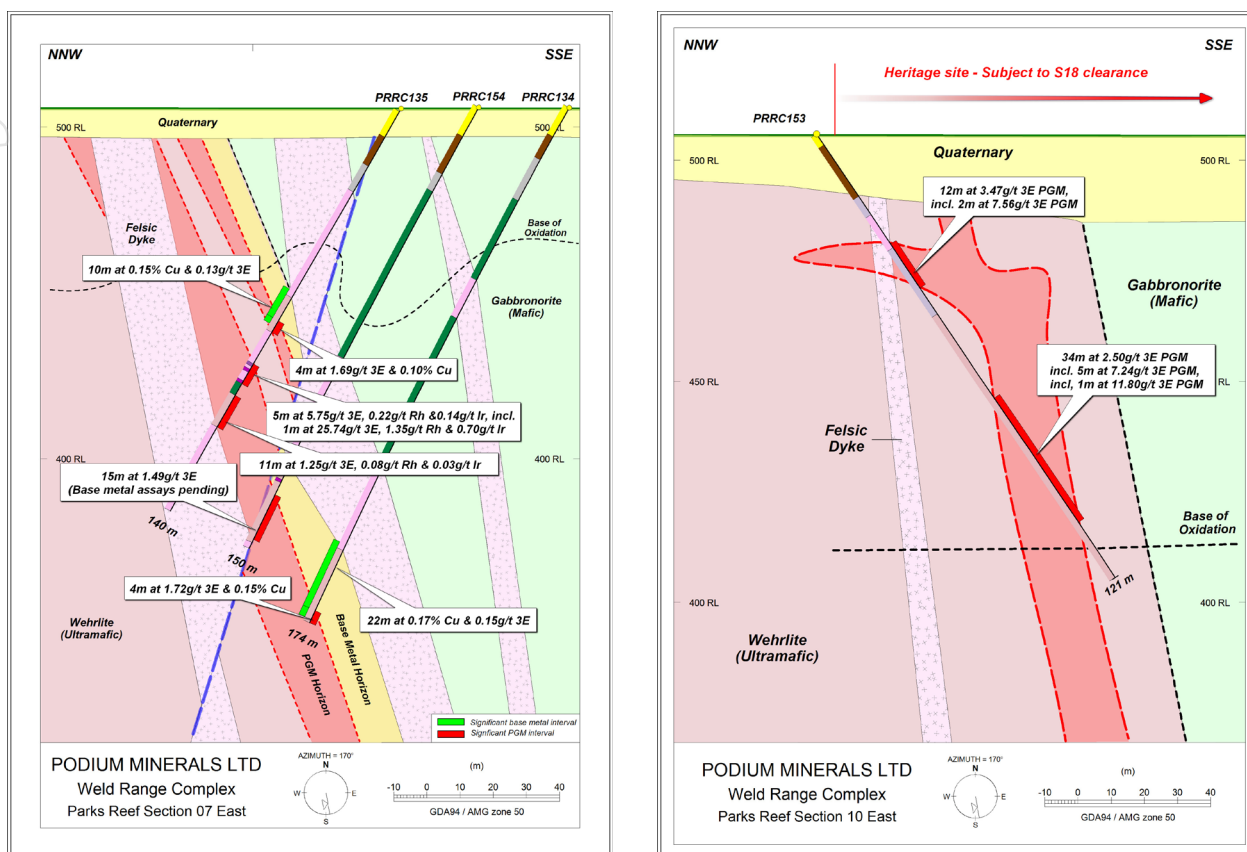 NNW
SSE
PRRC135
PRRC154
PRRC134
500 RL
Quaternary
500 RL
Felsic
Dyke
Base of
Oxidation
10m at 0.15% Cu & 0.13g/t 3E
Gabbronorite
(Mafic)
4m at 1.69g/t 3E & 0.10% Cu
5m at 5.75g/t 3E, 0.22g/t Rh &0.14g/t Ir, incl.
1m at 25.74g/t 3E, 1.35g/t Rh & 0.70g/t Ir
400 RL
11m at 1.25g/t 3E, 0.08g/t Rh & 0.03g/t Ir
400 RL
15m at 1.49g/t 3E
(Base metal assays pending)
140 m
150 m
4m at 1.72g/t 3E & 0.15% Cu
22m at 0.17% Cu & 0.15g/t 3E
Wehrlite
(Ultramafic)
174 m
PGM Horizon
Base Metal Horizon
Significant base metal interval
Significant PGM interval
PODIUM MINERALS LTD
Weld Range Complex
Parks Reef Section 07 East
AZIMUTH = 170°
N
W
E
S
(m)
-10 0 10 20 30 40
GDA94 / AMG zone 50
NNW
SSE
Heritage site - Subject to S18 clearance
PRRC153
500 RL
Quaternary
500 RL
12m at 3.47g/t 3E PGM,
incl. 2m at 7.56g/t 3E PGM
Gabbronorite
(Mafic)
34m at 2.50g/t 3E PGM
incl. 5m at 7.24g/t 3E PGM,
incl, 1m at 11.80g/t 3E PGM
450 RL
450 RL
Felsic
Dyke
Base of
Oxidation
121 m
400 RL
400 RL
Wehrlite
(Ultramafic)
PODIUM MINERALS LTD
Weld Range Complex
Parks Reef Section 10 East
AZIMUTH = 170°
N
W
E
S
(m)
-10 0 10 20 30 40
GDA94 / AMG zone 50